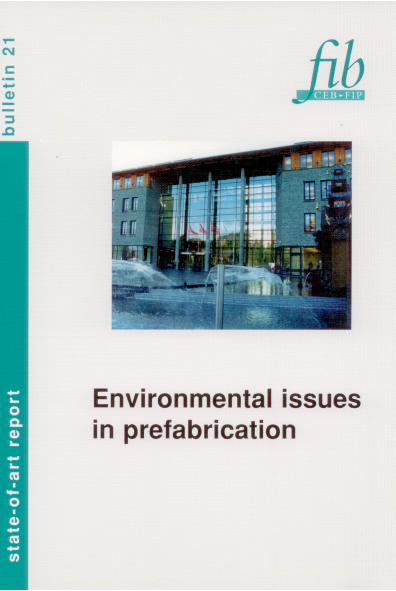 bulletin 21
fib
CEB-FIP
Environmental issues
in prefabrication
state-of-art report